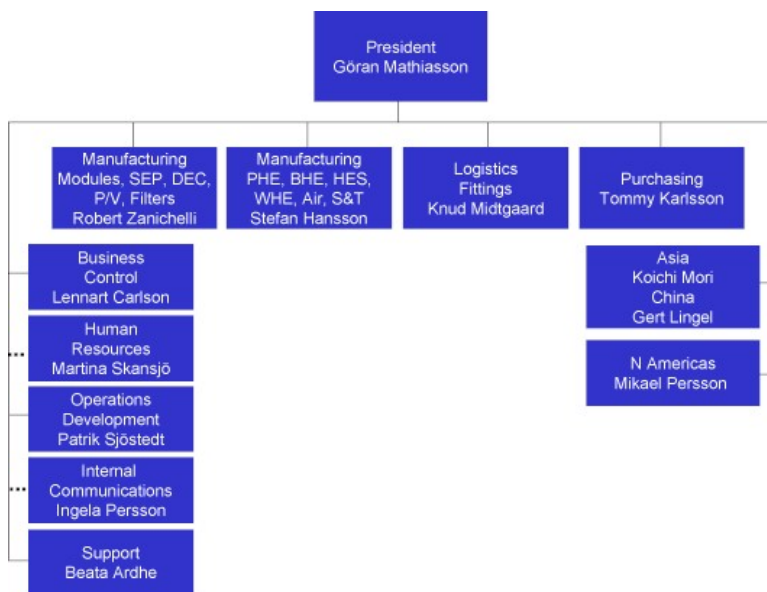 President
Göran Mathiasson
Manufacturing
Modules, SEP, DEC,
P/V, Filters
Robert Zanichelli
Manufacturing
PHE, BHE, HES,
WHE, Air, S&T
Stefan Hansson
Logistics
Fittings
Knud Midtgaard
Purchasing
Tommy Karlsson
Business
Control
Lennart Carlson
Human
Resources
Martina Skansjö
Operations
Development
Patrik Sjöstedt
Internal
Communications
Ingela Persson
Support
Beata Ardhe
Asia
Koichi Mori
China
Gert Lingel
N Americas
Mikael Persson